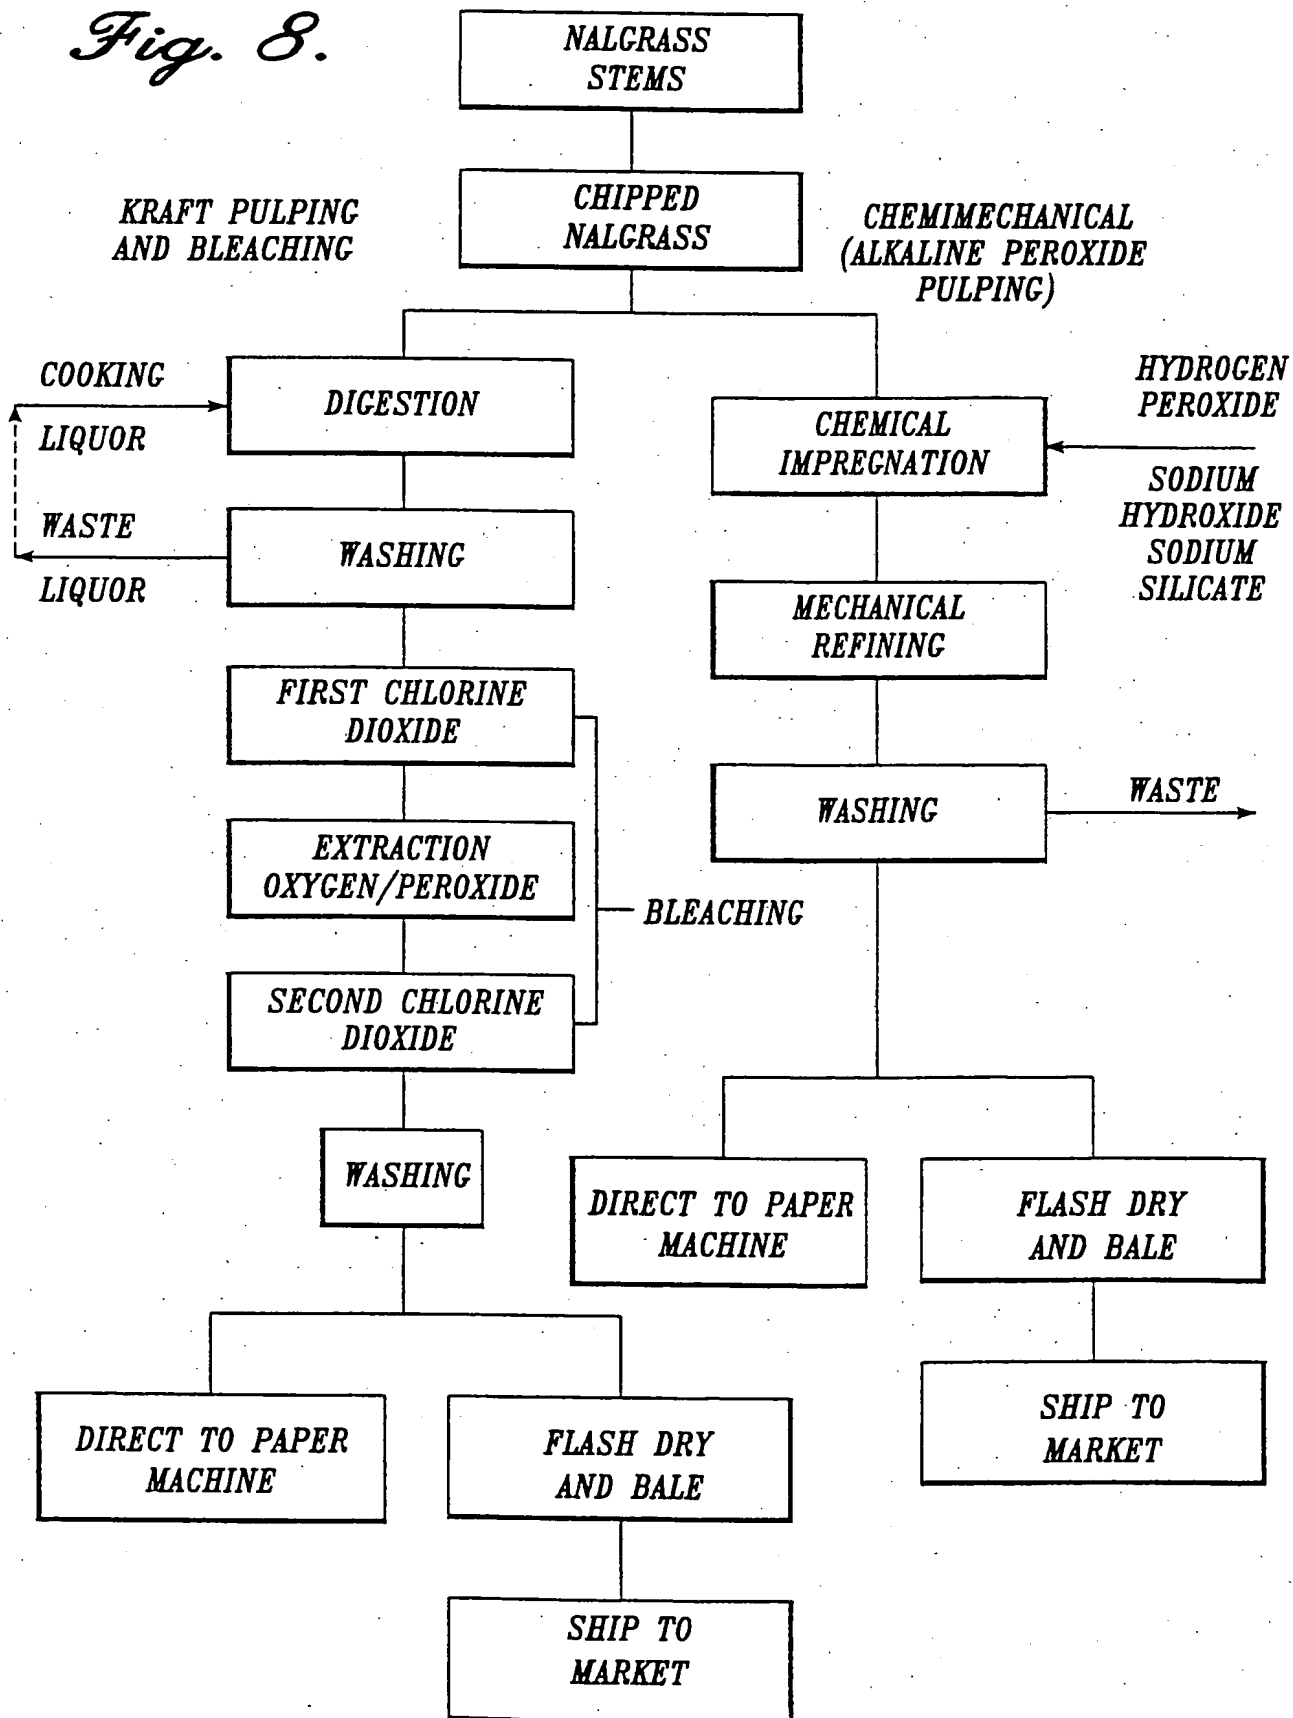 Fig. 8.
NALGRASS
STEMS
CHIPPED
NALGRASS
KRAFT PULPING
AND BLEACHING
CHEMIMECHANICAL
(ALKALINE PEROXIDE
PULPING)
COOKING
LIQUOR
DIGESTION
WASTE
LIQUOR
WASHING
FIRST CHLORINE
DIOXIDE
EXTRACTION
OXYGEN/PEROXIDE
SECOND CHLORINE
DIOXIDE
BLEACHING
WASHING
DIRECT TO PAPER
MACHINE
FLASH DRY
AND BALE
SHIP TO
MARKET
HYDROGEN
PEROXIDE
SODIUM
HYDROXIDE
SODIUM
SILICATE
CHEMICAL
IMPREGNATION
MECHANICAL
REFINING
WASHING
WASTE
DIRECT TO PAPER
MACHINE
FLASH DRY
AND BALE
SHIP TO
MARKET